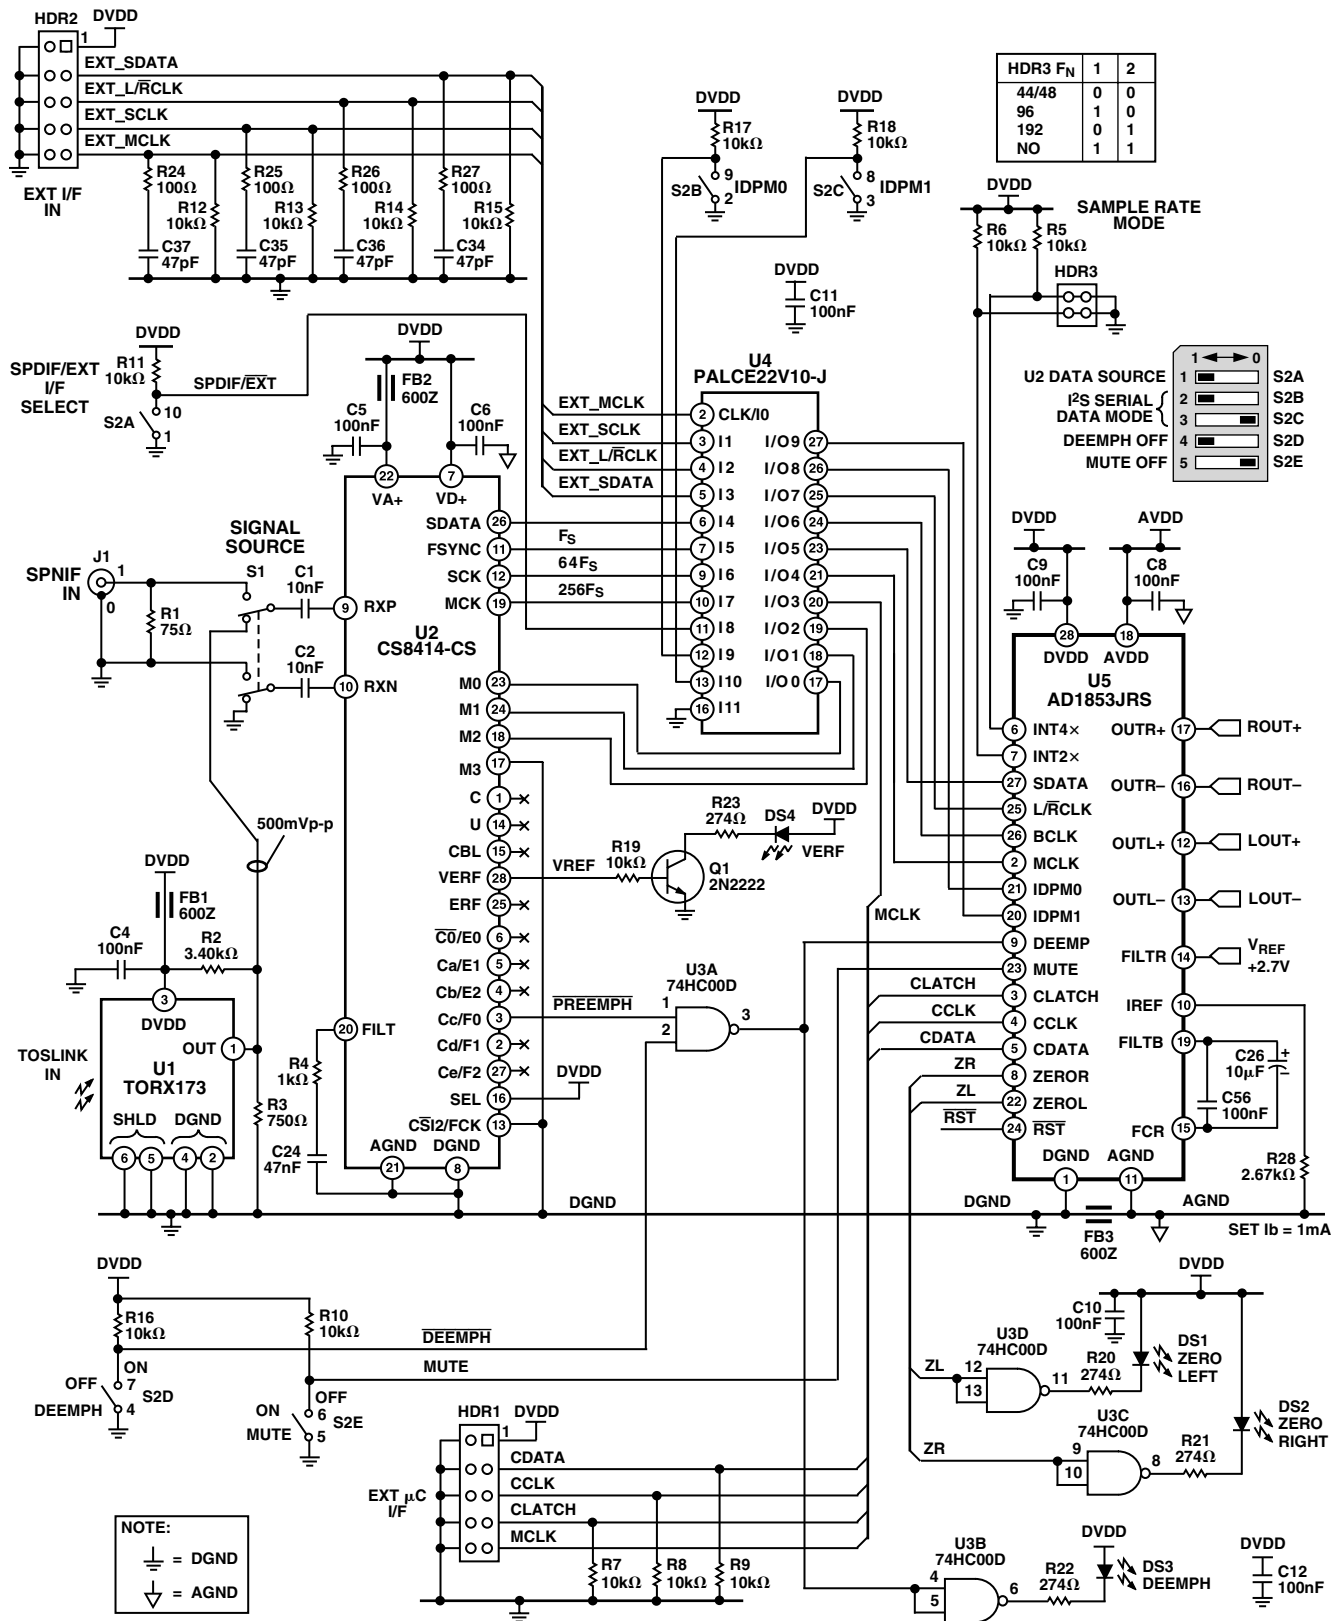 HDR2
DVDD
1
EXT_SDATA
EXT_L/R̅CLK
EXT_SCLK
EXT_MCLK
EXT I/F
IN
R24
100Ω
R25
100Ω
R26
100Ω
R27
100Ω
R12
10kΩ
R13
10kΩ
R14
10kΩ
R15
10kΩ
C37
47pF
C35
47pF
C36
47pF
C34
47pF
DVDD
R17
10kΩ
S2B
9
2
IDPM0
DVDD
R18
10kΩ
S2C
8
3
IDPM1
HDR3 FN 1 2
44/48 0 0
96 1 0
192 0 1
NO 1 1
DVDD
SAMPLE RATE
MODE
R6
10kΩ
R5
10kΩ
HDR3
DVDD
C11
100nF
1 0
U2 DATA SOURCE 1 S2A
I²S SERIAL
DATA MODE
2 S2B
3 S2C
DEEMPH OFF 4 S2D
MUTE OFF 5 S2E
SPDIF/EXT
I/F
SELECT
DVDD
R11
10kΩ
SPDIF/E̅X̅T̅
S2A
10
1
DVDD
FB2
600Z
C5
100nF
C6
100nF
22
VA+
7
VD+
U4
PALCE22V10-J
EXT_MCLK 2 CLK/I0
EXT_SCLK 3 I1
EXT_L/R̅CLK 4 I2
EXT_SDATA 5 I3
6 I4
7 I5
9 I6
10 I7
11 I8
12 I9
13 I10
16 I11
I/O9 27
I/O8 26
I/O7 25
I/O6 24
I/O5 23
I/O4 21
I/O3 20
I/O2 19
I/O1 18
I/O 0 17
SDATA 26
FSYNC 11 FS
SCK 12 64FS
MCK 19 256FS
SIGNAL
SOURCE
J1
SPNIF
IN
1
0
R1
75Ω
S1
C1
10nF
C2
10nF
9 RXP
10 RXN
U2
CS8414-CS
M0 23
M1 24
M2 18
M3 17
C 1
U 14
CBL 15
VERF 28
ERF 25
C̅0̅/E0 6
Ca/E1 5
Cb/E2 4
Cc/F0 3
Cd/F1 2
Ce/F2 27
SEL 16
CS̅I2/FCK 13
20 FILT
AGND
21
DGND
8
DVDD
VREF
R19
10kΩ
R23
274Ω
DS4
DVDD
VERF
Q1
2N2222
500mVp-p
DVDD
FB1
600Z
C4
100nF
R2
3.40kΩ
3
DVDD
OUT 1
TOSLINK
IN
U1
TORX173
SHLD
DGND
6 5 4 2
R3
750Ω
R4
1kΩ
C24
47nF
P̅R̅E̅E̅M̅P̅H̅
U3A
74HC00D
1
2
3
MCLK
CLATCH
CCLK
CDATA
ZR
ZL
R̅S̅T̅
DVDD
C9
100nF
AVDD
C8
100nF
28
DVDD
18
AVDD
U5
AD1853JRS
6 INT4×
7 INT2×
27 SDATA
25 L/R̅CLK
26 BCLK
2 MCLK
21 IDPM0
20 IDPM1
9 DEEMP
23 MUTE
3 CLATCH
4 CCLK
5 CDATA
8 ZEROR
22 ZEROL
24 R̅S̅T̅
OUTR+ 17 ROUT+
OUTR– 16 ROUT–
OUTL+ 12 LOUT+
OUTL– 13 LOUT–
FILTR 14 VREF
+2.7V
IREF 10
FILTB 19
FCR 15
C26
10µF
+
–
C56
100nF
R28
2.67kΩ
DGND
1
AGND
11
DGND
AGND
FB3
600Z
SET Ib = 1mA
DVDD
R16
10kΩ
R10
10kΩ
D̅E̅E̅M̅P̅H̅
MUTE
ON
OFF 7 S2D
DEEMPH 4
OFF
ON 6 S2E
MUTE 5
DVDD
C10
100nF
U3D
74HC00D
ZL 12
13
11
R20
274Ω
DS1
ZERO
LEFT
U3C
74HC00D
ZR 9
10
8
R21
274Ω
DS2
ZERO
RIGHT
HDR1
DVDD
1
CDATA
CCLK
CLATCH
MCLK
EXT µC
I/F
R7
10kΩ
R8
10kΩ
R9
10kΩ
U3B
74HC00D
4
5
6
R22
274Ω
DVDD
DS3
DEEMPH
DVDD
C12
100nF
NOTE:
= DGND
= AGND